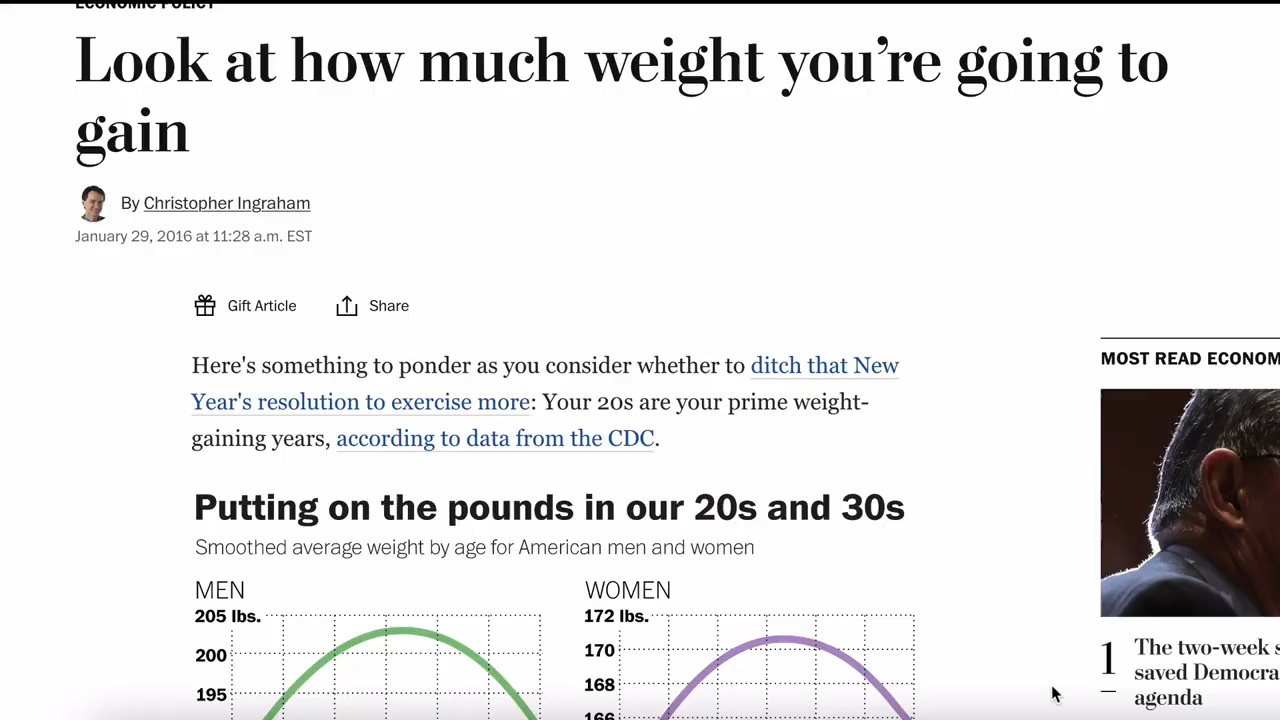 ECONOMIC POLICY
Look at how much weight you're going to
gain
By Christopher Ingraham
January 29, 2016 at 11:28 a.m. EST
Gift Article
Share
Here's something to ponder as you consider whether to ditch that New
Year's resolution to exercise more: Your 20s are your prime weight-
gaining years, according to data from the CDC.
Putting on the pounds in our 20s and 30s
Smoothed average weight by age for American men and women
MEN
205 lbs.
200
195
WOMEN
172 lbs.
170
168
166
MOST READ ECONOM
1
The two-week s
saved Democra
agenda